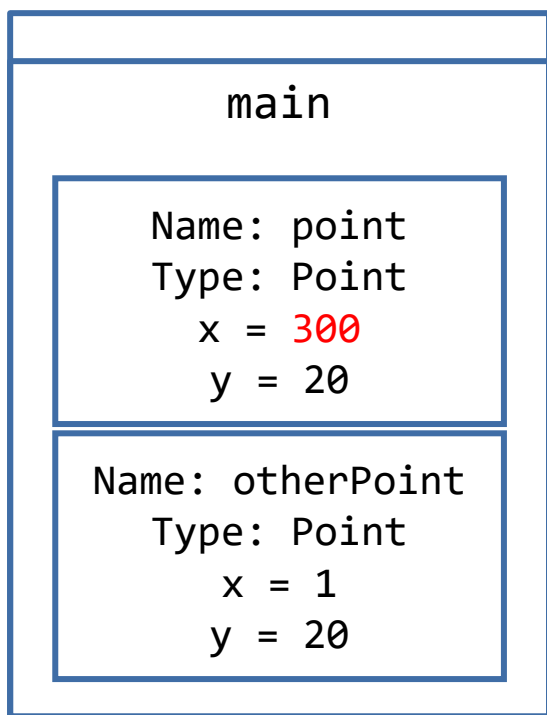 main
Name: point
Type: Point
x = 300
y = 20
Name: otherPoint
Type: Point
x = 1
y = 20